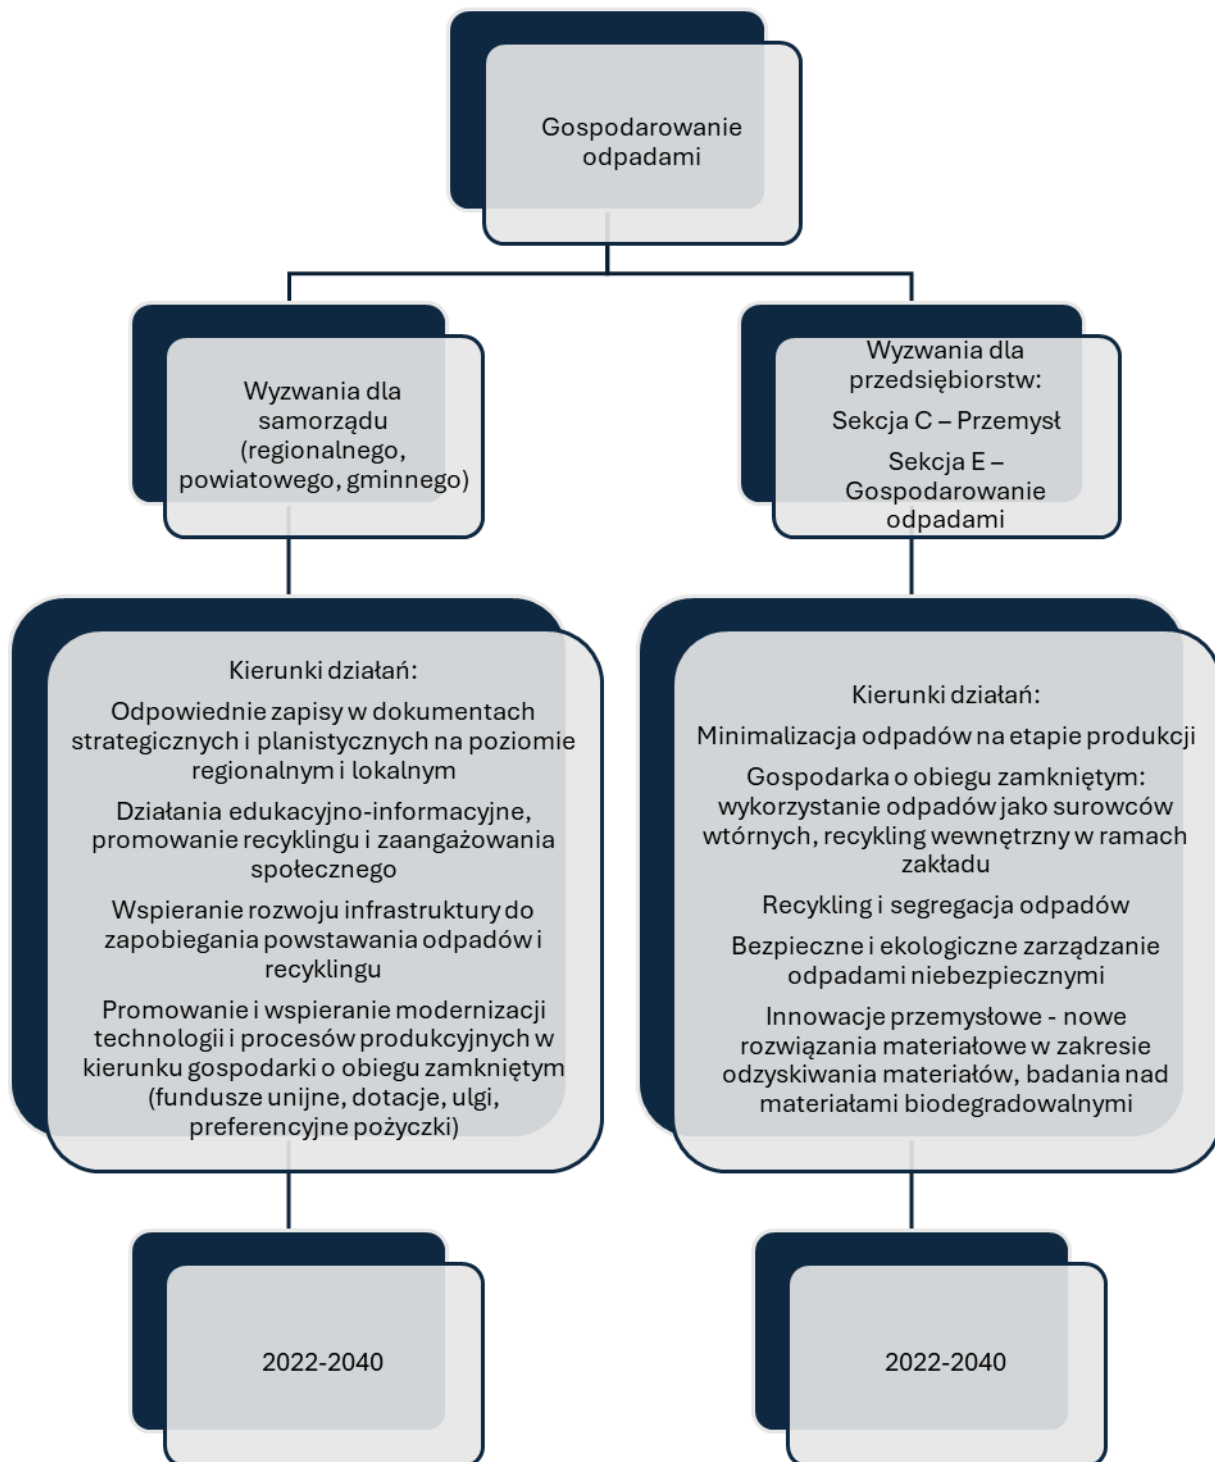 Gospodarowanie
odpadami
Wyzwania dla
samorządu
(regionalnego,
powiatowego, gminnego)
Wyzwania dla
przedsiębiorstw:
Sekcja C – Przemysł
Sekcja E –
Gospodarowanie
odpadami
Kierunki działań:
Odpowiednie zapisy w dokumentach
strategicznych i planistycznych na poziomie
regionalnym i lokalnym
Działania edukacyjno-informacyjne,
promowanie recyklingu i zaangażowania
społecznego
Wspieranie rozwoju infrastruktury do
zapobiegania powstawania odpadów i
recyklingu
Promowanie i wspieranie modernizacji
technologii i procesów produkcyjnych w
kierunku gospodarki o obiegu zamkniętym
(fundusze unijne, dotacje, ulgi,
preferencyjne pożyczki)
Kierunki działań:
Minimalizacja odpadów na etapie produkcji
Gospodarka o obiegu zamkniętym:
wykorzystanie odpadów jako surowców
wtórnych, recykling wewnętrzny w ramach
zakładu
Recykling i segregacja odpadów
Bezpieczne i ekologiczne zarządzanie
odpadami niebezpiecznymi
Innowacje przemysłowe - nowe
rozwiązania materiałowe w zakresie
odzyskiwania materiałów, badania nad
materiałami biodegradowalnymi
2022-2040
2022-2040